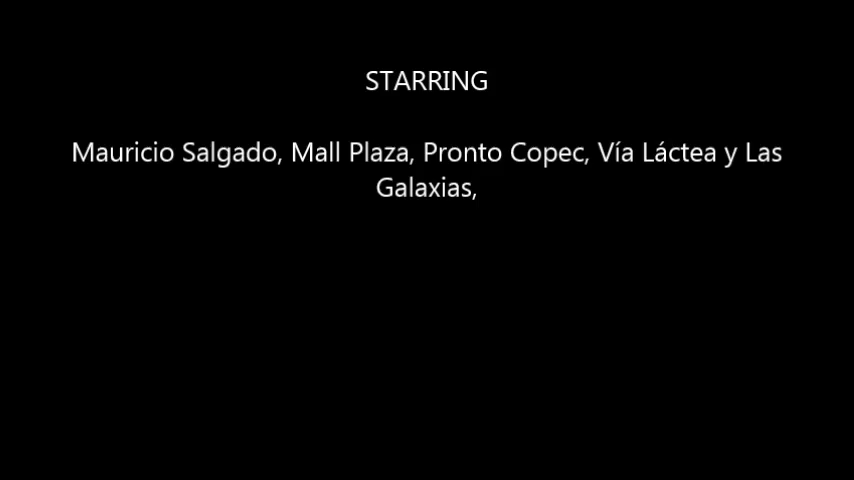 STARRING
Mauricio Salgado, Mall Plaza, Pronto Copec, Vía Láctea y Las
Galaxias,